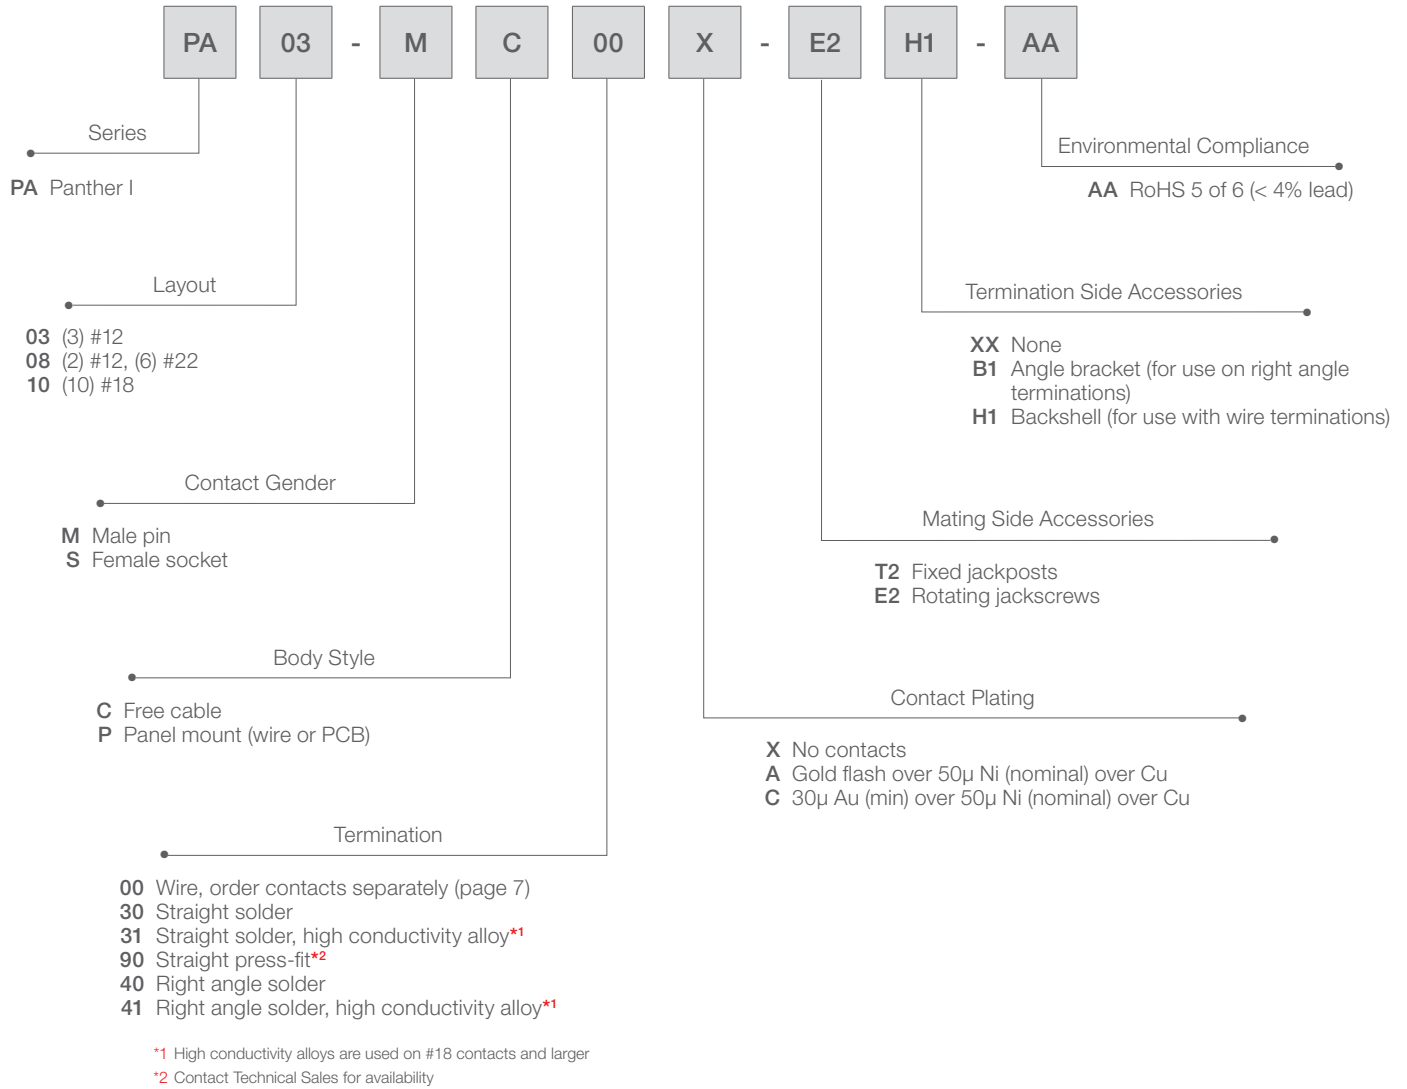 PA 03 - M C 00 X - E2 H1 - AA
Series
PA Panther I
Layout
03 (3) #12
08 (2) #12, (6) #22
10 (10) #18
Contact Gender
M Male pin
S Female socket
Body Style
C Free cable
P Panel mount (wire or PCB)
Termination
00 Wire, order contacts separately (page 7)
30 Straight solder
31 Straight solder, high conductivity alloy*1
90 Straight press-fit*2
40 Right angle solder
41 Right angle solder, high conductivity alloy*1
*1 High conductivity alloys are used on #18 contacts and larger
*2 Contact Technical Sales for availability
Environmental Compliance
AA RoHS 5 of 6 (< 4% lead)
Termination Side Accessories
XX None
B1 Angle bracket (for use on right angle
terminations)
H1 Backshell (for use with wire terminations)
Mating Side Accessories
T2 Fixed jackposts
E2 Rotating jackscrews
Contact Plating
X No contacts
A Gold flash over 50µ Ni (nominal) over Cu
C 30µ Au (min) over 50µ Ni (nominal) over Cu